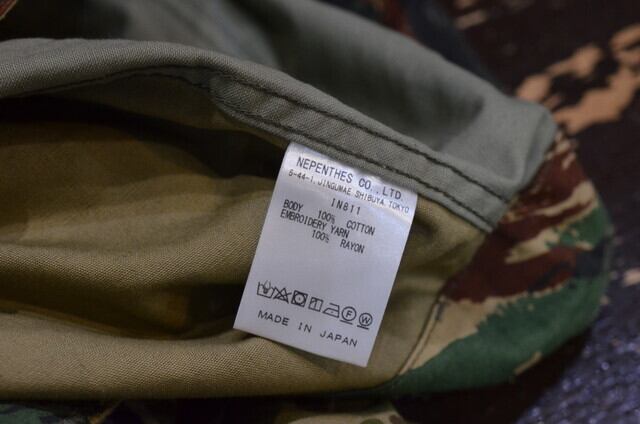 NEPENTHES CO.,LTD.
5-44-1, JINGUMAE SHIBUYA.TOKYO
IN811
BODY 100% COTTON
EMBROIDERY YARN
100% RAYON
MADE IN JAPAN